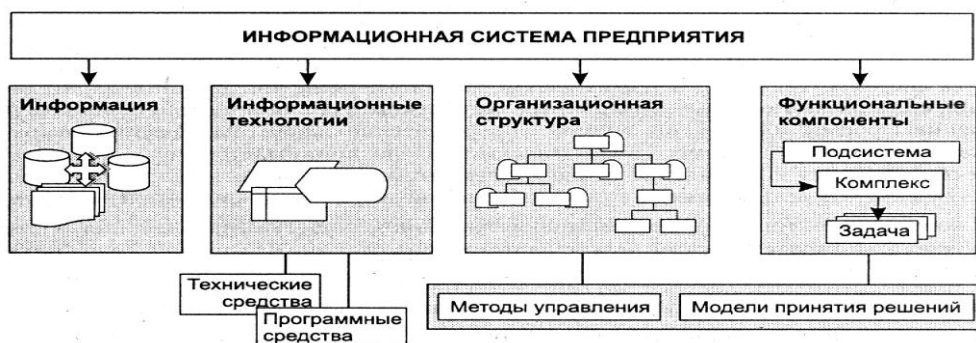 ИНФОРМАЦИОННАЯ СИСТЕМА ПРЕДПРИЯТИЯ
Информация
Информационные
технологии
Организационная
структура
Функциональные
компоненты
Подсистема
Комплекс
Задача
Технические
средства
Программные
средства
Методы управления
Модели принятия решений